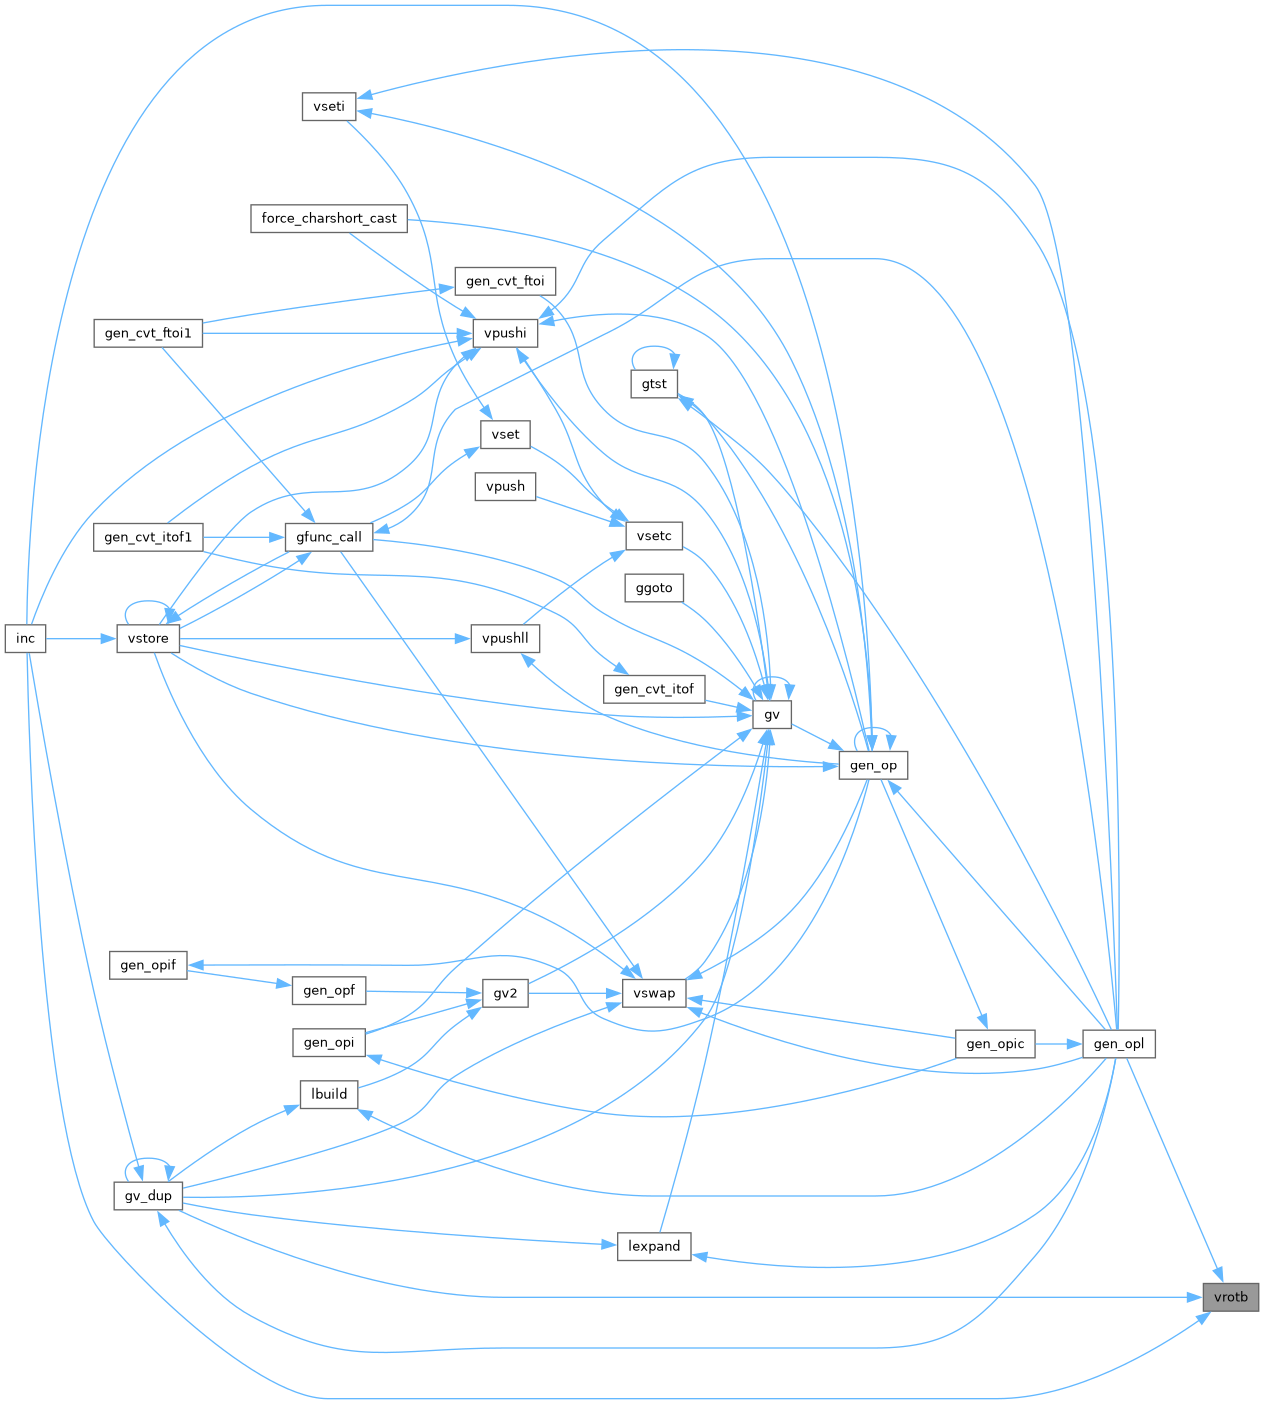 vseti
force_charshort_cast
gen_cvt_ftoi
gen_cvt_ftoi1
vpushi
gtst
vset
vpush
gen_cvt_itof1
gfunc_call
vsetc
ggoto
inc
vstore
vpushll
gen_cvt_itof
gv
gen_op
gen_opif
gen_opf
gv2
vswap
gen_opi
gen_opic
gen_opl
lbuild
gv_dup
lexpand
vrotb